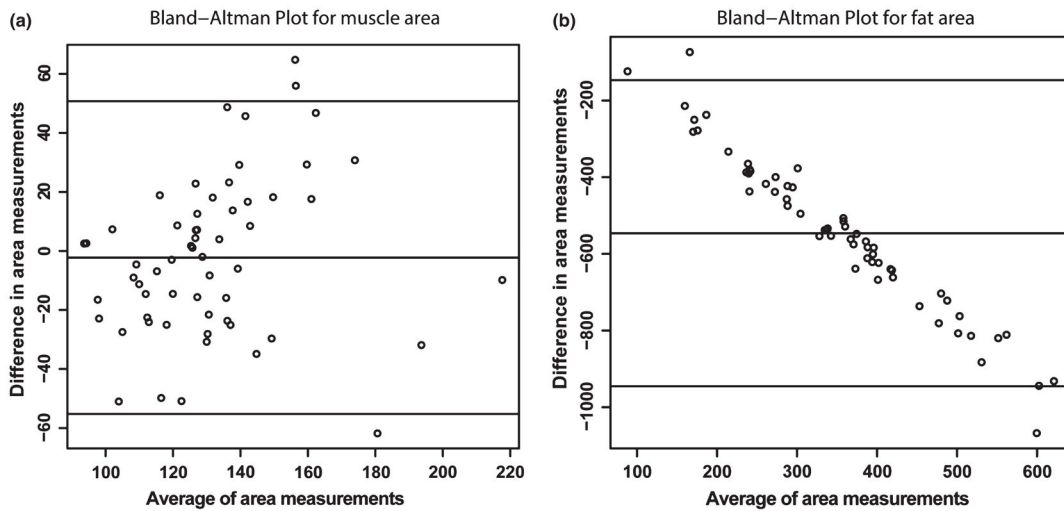 (a) Bland−Altman Plot for muscle area
Difference in area measurements
60
40
20
0
−20
−40
−60
100 120 140 160 180 200 220
Average of area measurements
(b) Bland−Altman Plot for fat area
Difference in area measurements
−200
−400
−600
−800
−1000
100 200 300 400 500 600
Average of area measurements